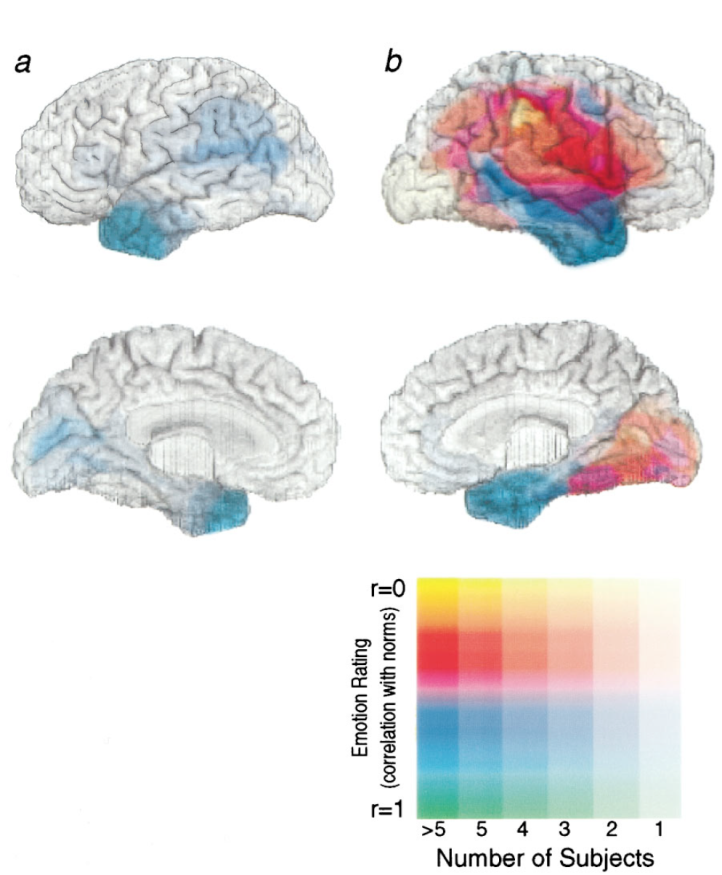 a
b
r=0
Emotion Rating
(correlation with norms)
r=1
>5 5 4 3 2 1
Number of Subjects